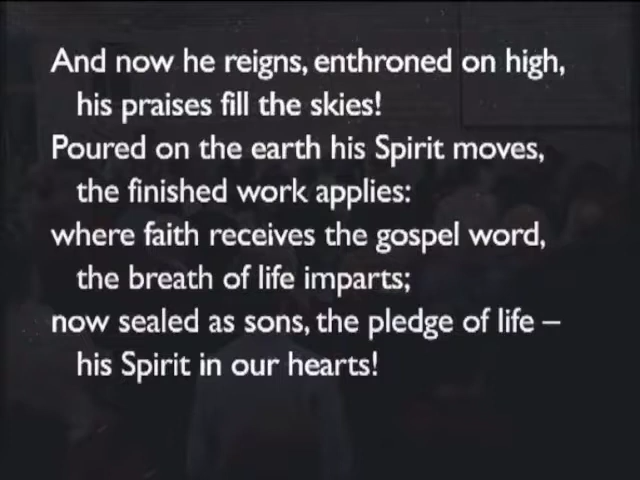 And now he reigns, enthroned on high,
his praises fill the skies!
Poured on the earth his Spirit moves,
the finished work applies:
where faith receives the gospel word,
the breath of life imparts;
now sealed as sons, the pledge of life –
his Spirit in our hearts!